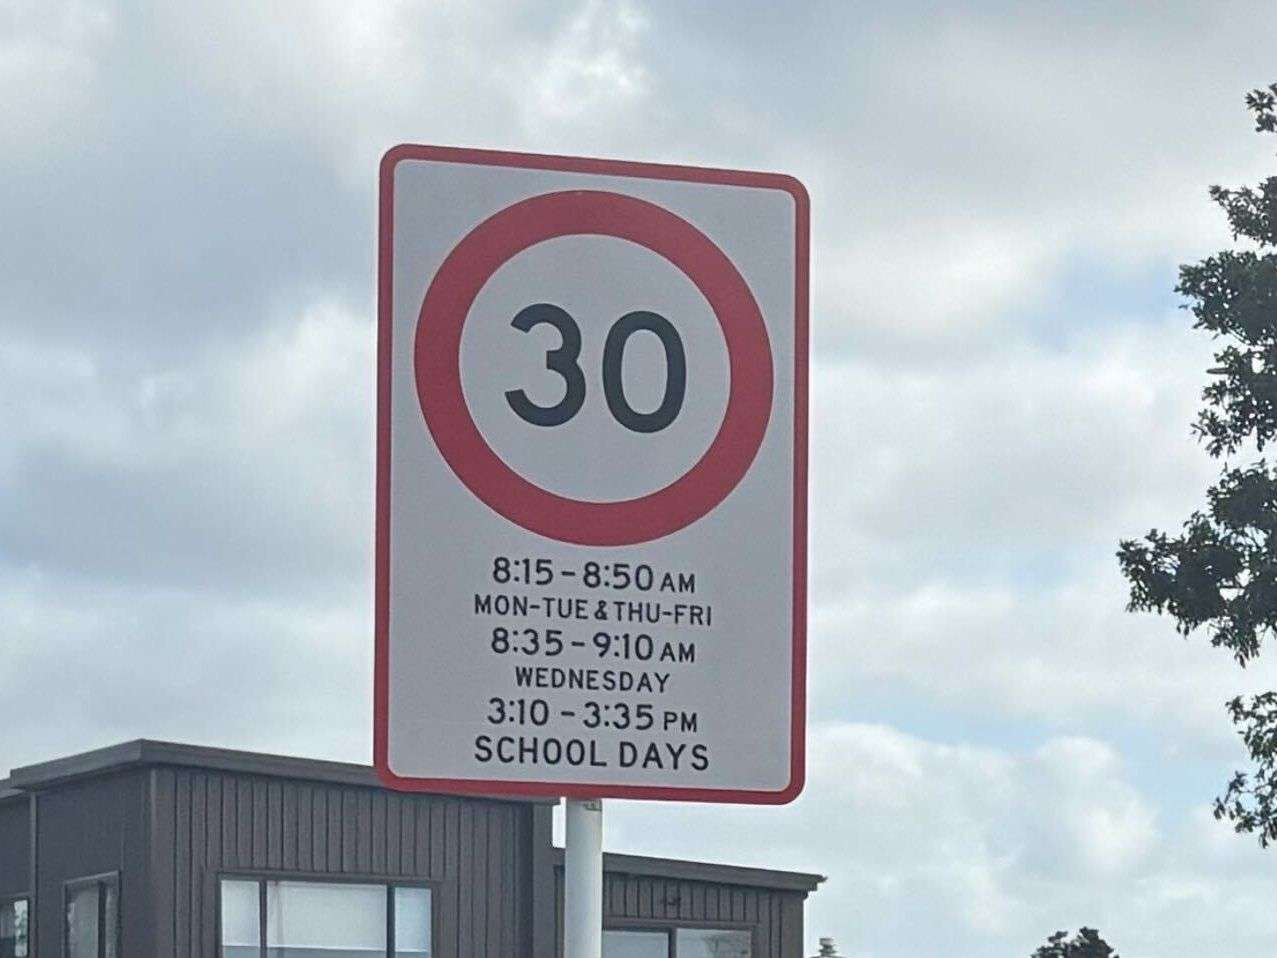 30
8:15-8:50 AM
MON-TUE & THU-FRI
8:35-9:10 AM
WEDNESDAY
3:10-3:35 PM
SCHOOL DAYS